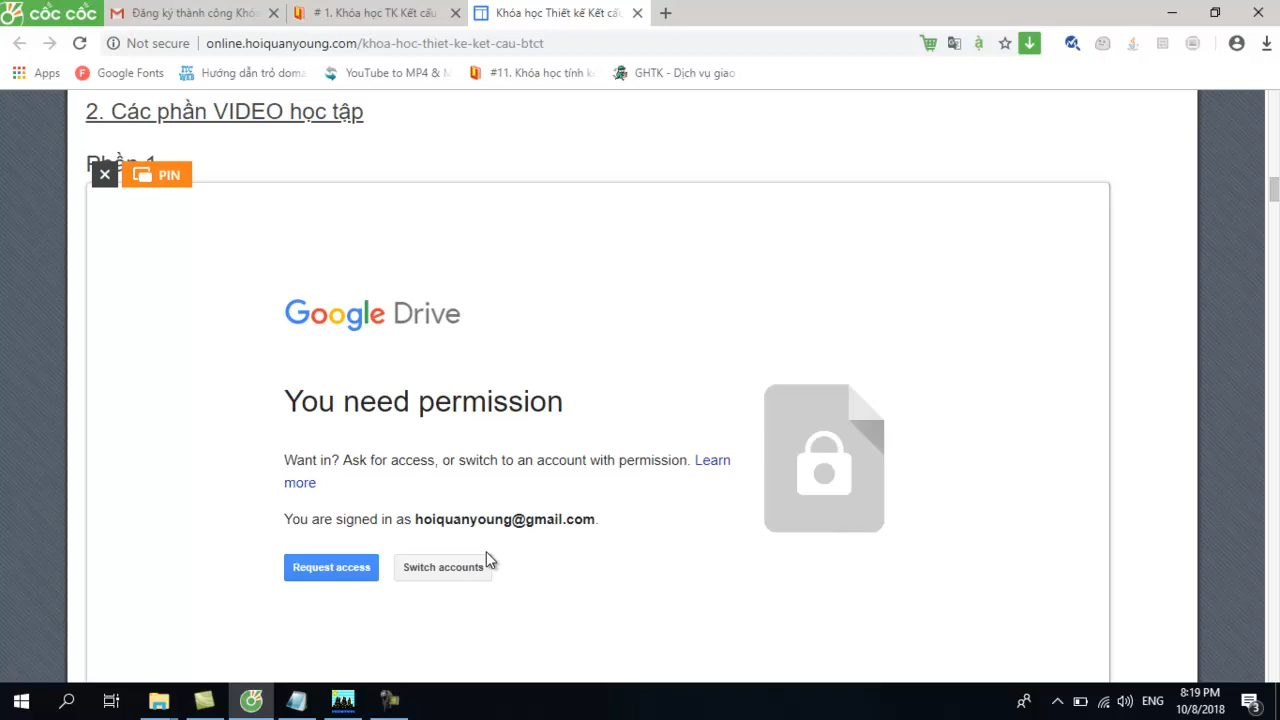 cốc cốc
Đăng ký thành công Khó
# 1. Khóa học TK Kết cấu
Khóa học Thiết kế Kết cấ
Not secure
online.hoiquanyoung.com/khoa-hoc-thiet-ke-ket-cau-btct
Apps
Google Fonts
Hướng dẫn trỏ doma
YouTube to MP4 & M
#11. Khóa học tính k
GHTK - Dịch vụ giao
2. Các phần VIDEO học tập
Phần 1
PIN
Google Drive
You need permission
Want in? Ask for access, or switch to an account with permission. Learn
more
You are signed in as hoiquanyoung@gmail.com.
Request access
Switch accounts
ENG
8:19 PM
10/8/2018
3